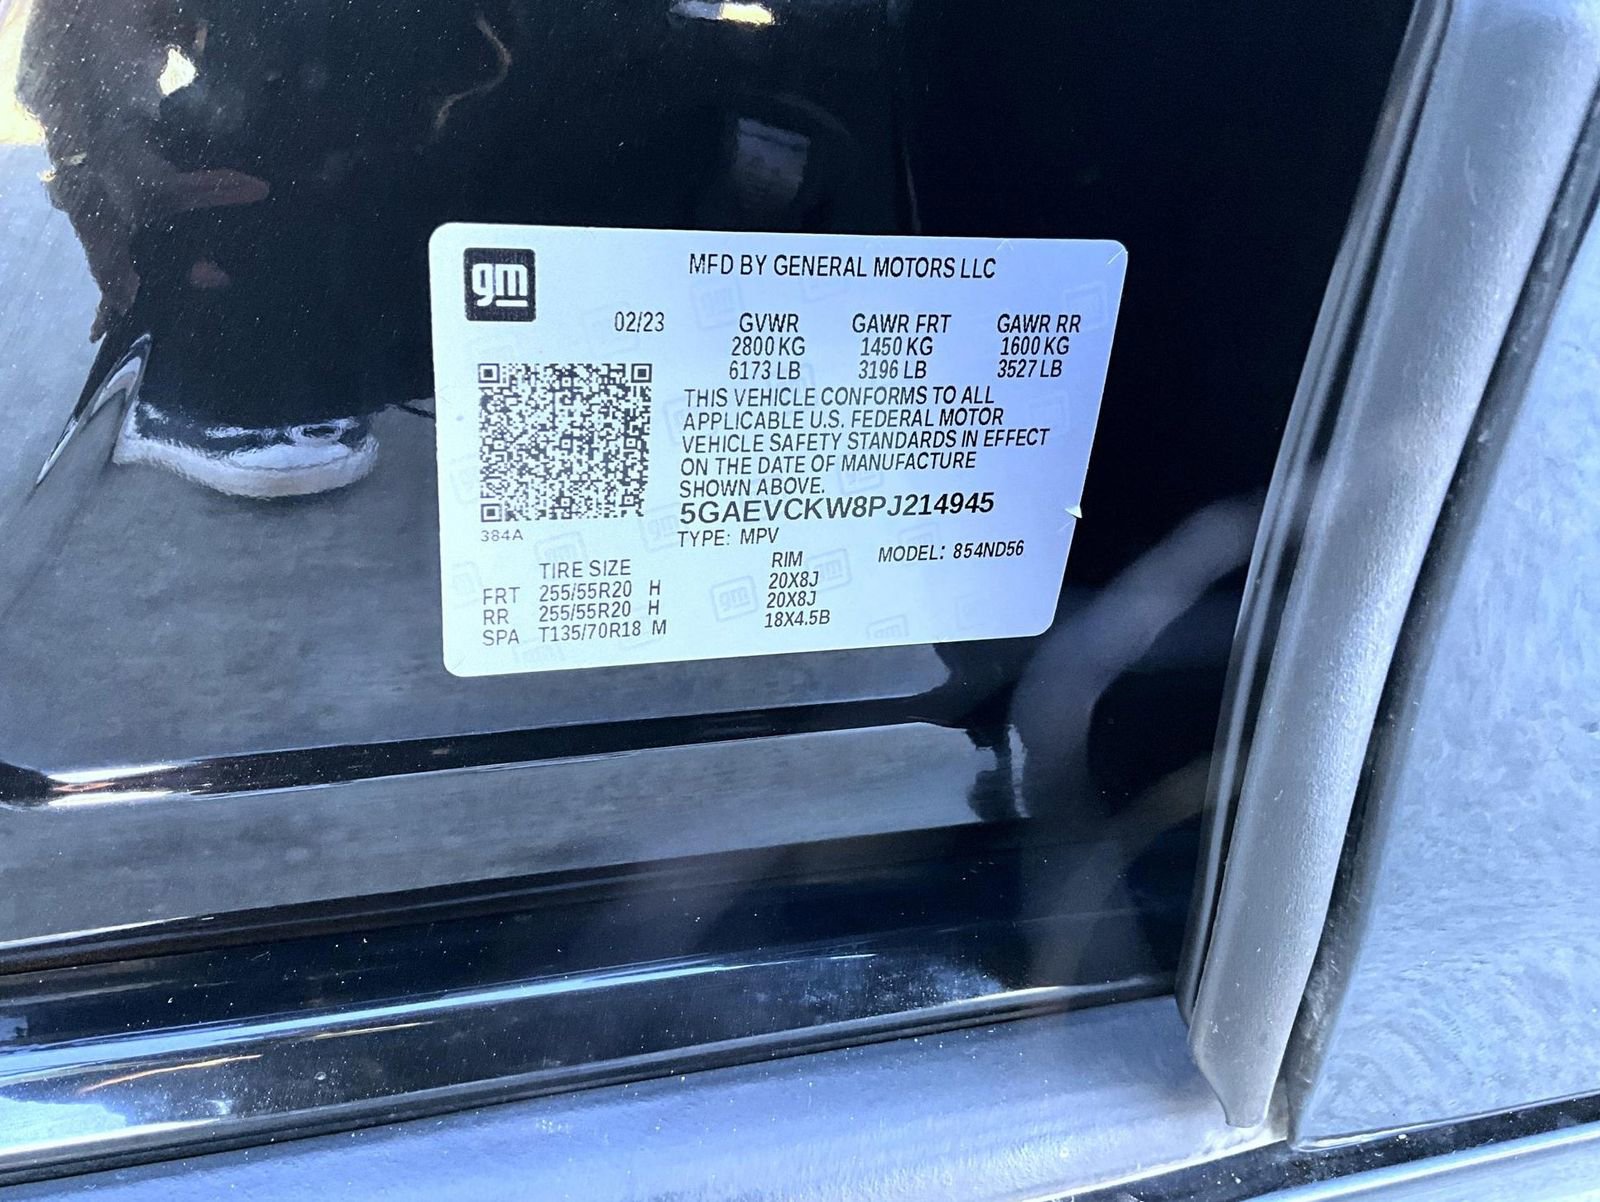 gm
MFD BY GENERAL MOTORS LLC
02/23 GVWR GAWR FRT GAWR RR
2800 KG 1450 KG 1600 KG
6173 LB 3196 LB 3527 LB
THIS VEHICLE CONFORMS TO ALL
APPLICABLE U.S. FEDERAL MOTOR
VEHICLE SAFETY STANDARDS IN EFFECT
ON THE DATE OF MANUFACTURE
SHOWN ABOVE.
5GAEVCKW8PJ214945
384A
TYPE: MPV MODEL: 854ND56
TIRE SIZE RIM
FRT 255/55R20 H 20X8J
RR 255/55R20 H 20X8J
SPA T135/70R18 M 18X4.5B